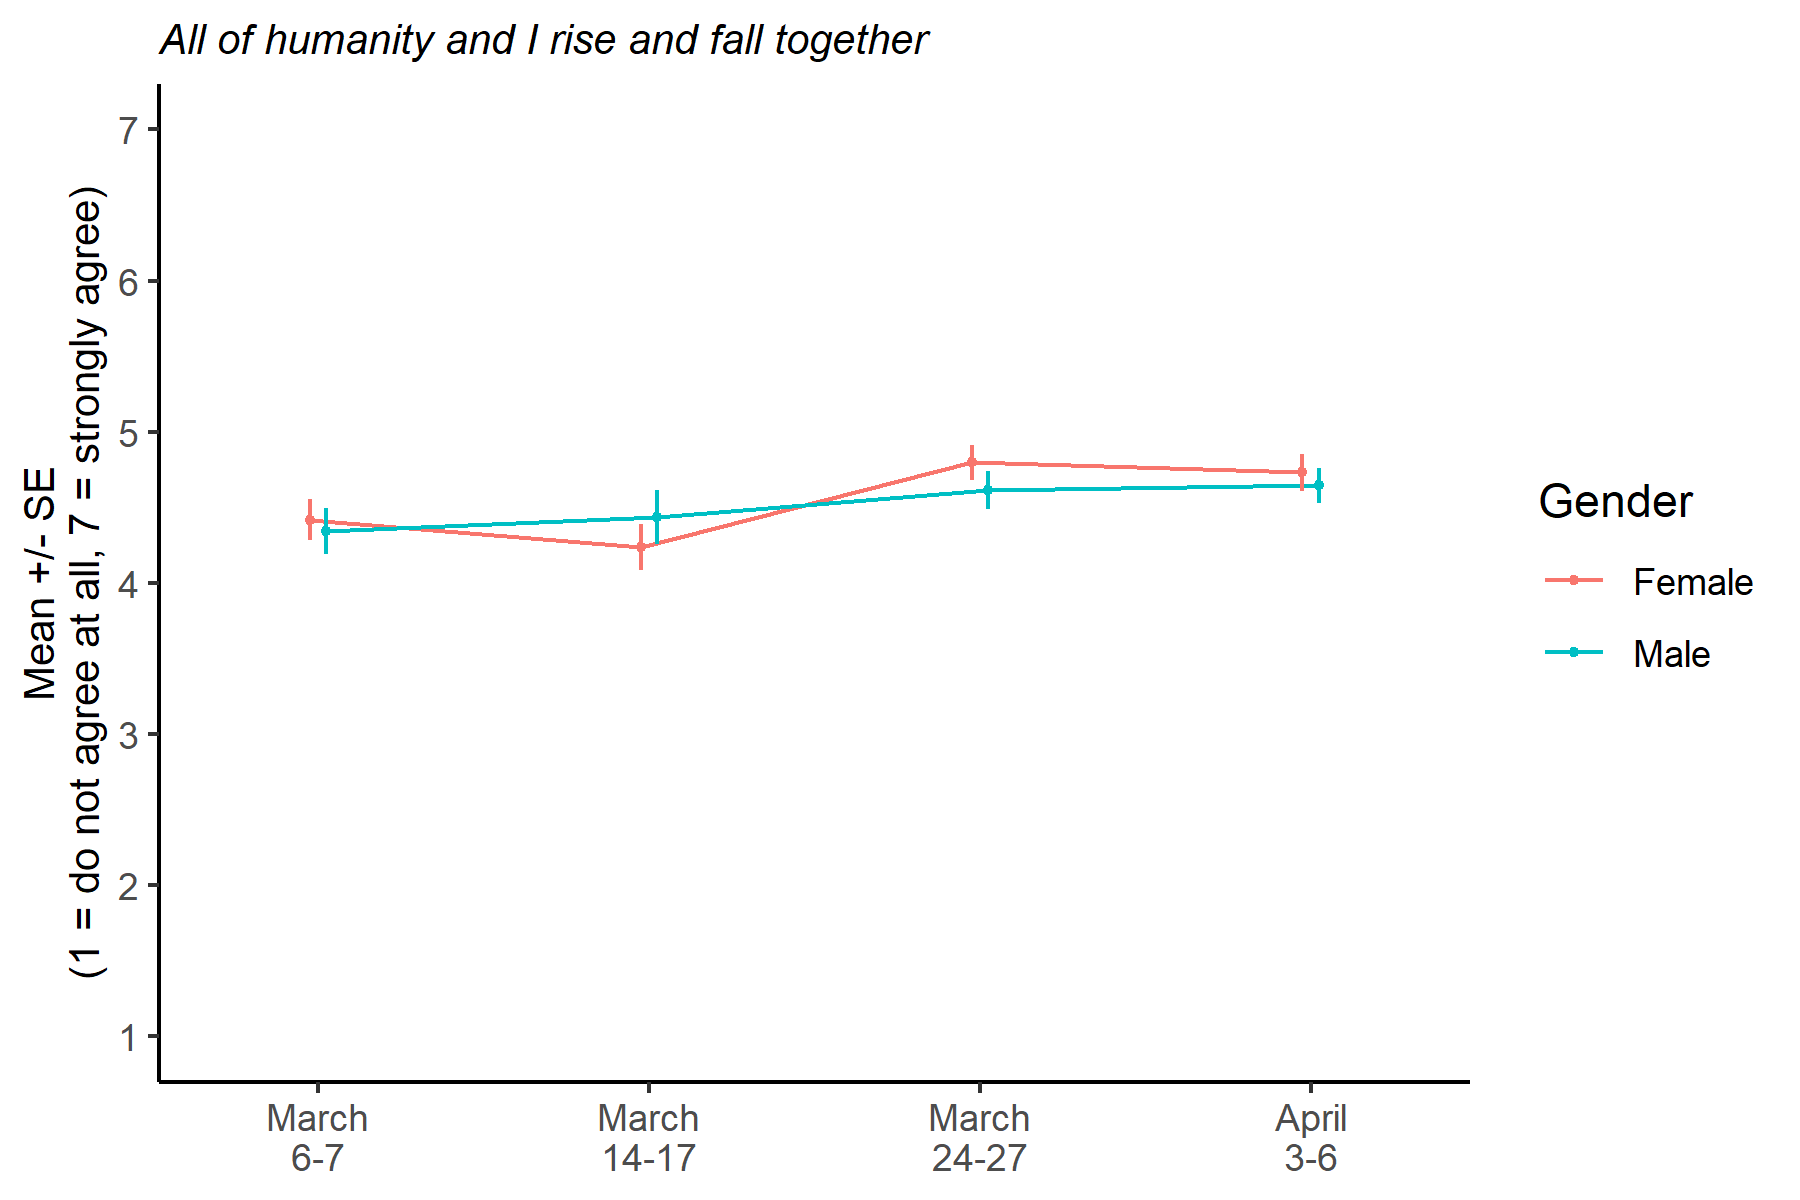 All of humanity and I rise and fall together
Mean +/- SE
(1 = do not agree at all, 7 = strongly agree)
7
6
5
4
3
2
1
March
6-7
March
14-17
March
24-27
April
3-6
Gender
Female
Male